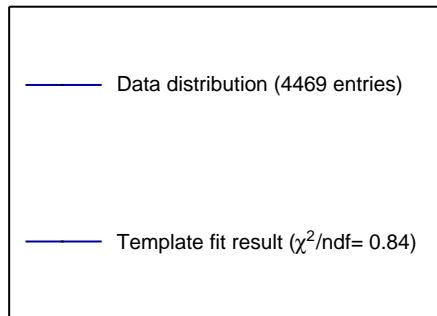 Data distribution (4469 entries)
Template fit result (χ²/ndf= 0.84)